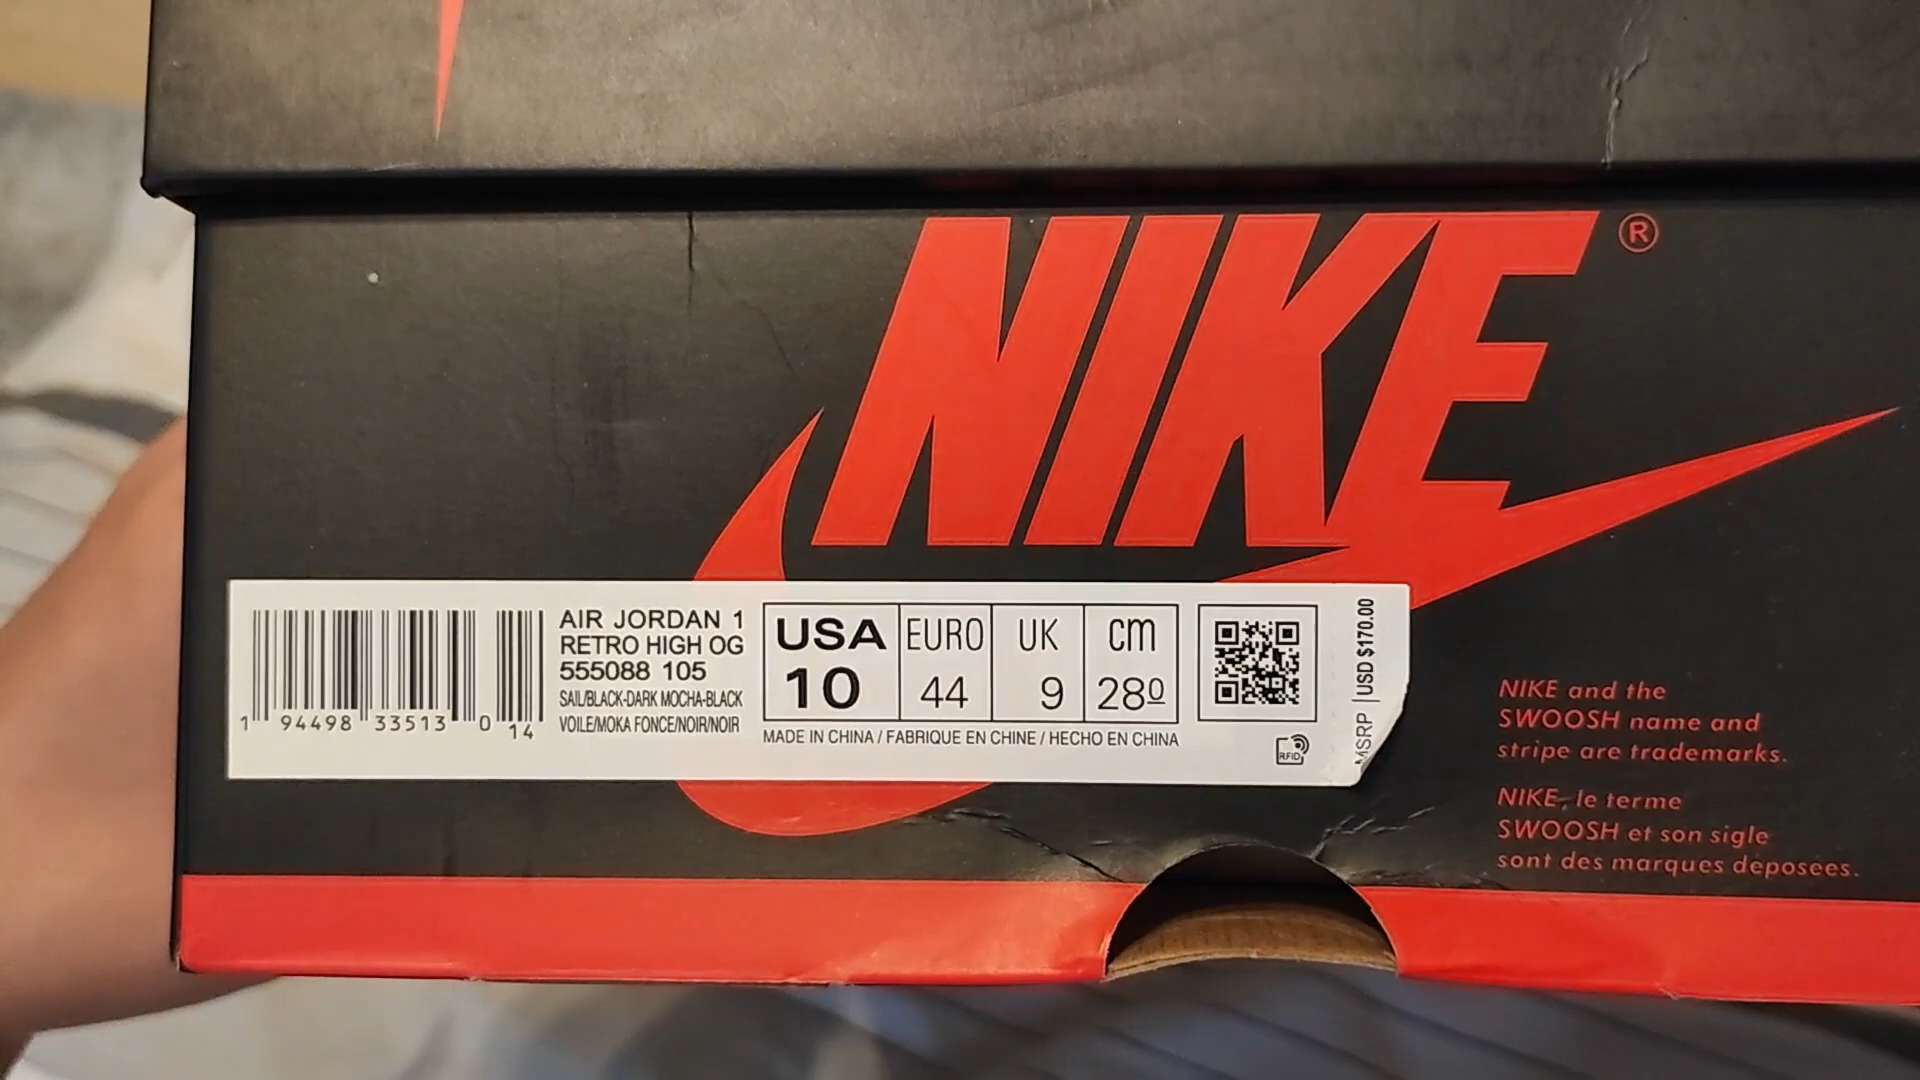 NIKE ®
AIR JORDAN 1
RETRO HIGH OG
555088 105
SAIL/BLACK-DARK MOCHA-BLACK
VOILE/MOKA FONCE/NOIR/NOIR
1 94498 33513 0 14
USA EURO UK cm
10 44 9 280
MADE IN CHINA / FABRIQUE EN CHINE / HECHO EN CHINA
RFID
MSRP USD $170.00
NIKE and the
SWOOSH name and
stripe are trademarks.
NIKE, le terme
SWOOSH et son sigle
sont des marques déposées.